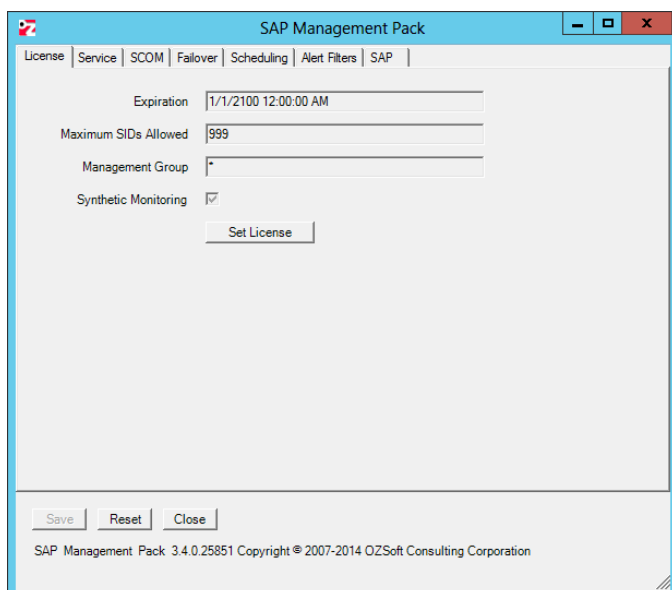 SAP Management Pack
License Service SCOM Failover Scheduling Alert Filters SAP
Expiration 1/1/2100 12:00:00 AM
Maximum SIDs Allowed 999
Management Group *
Synthetic Monitoring
Set License
Save Reset Close
SAP Management Pack 3.4.0.25851 Copyright © 2007-2014 OZSoft Consulting Corporation